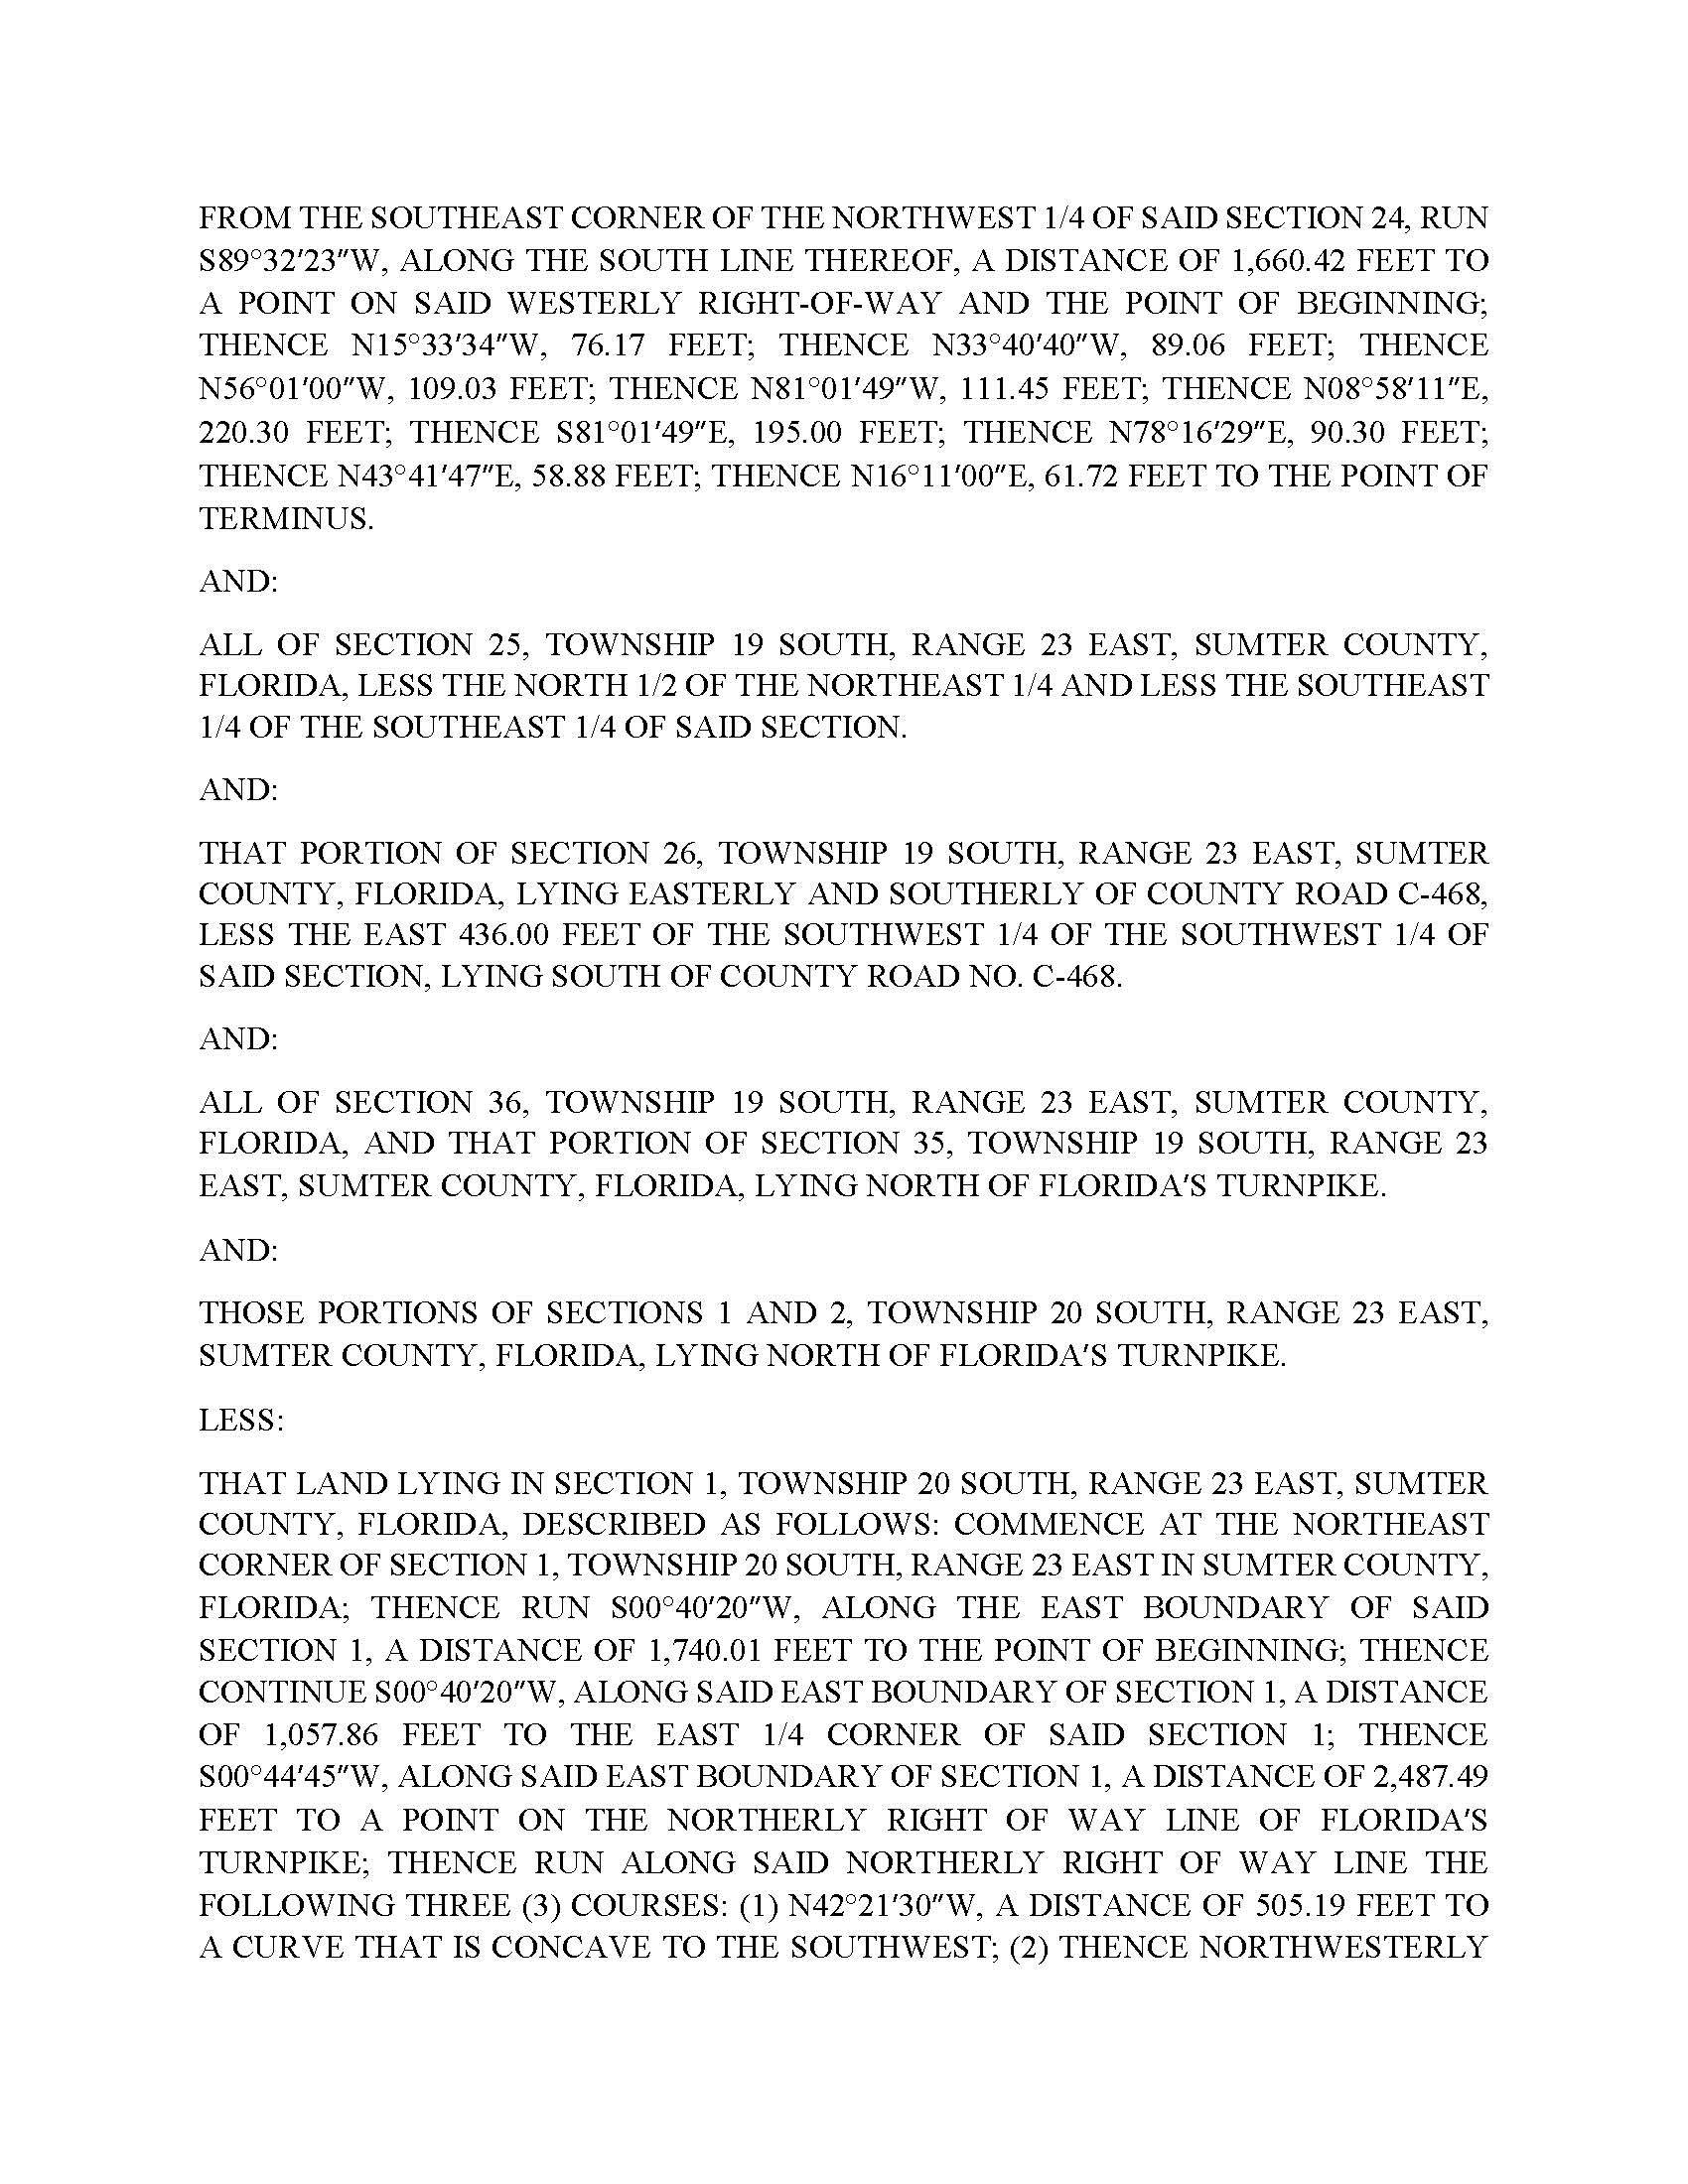 FROM THE SOUTHEAST CORNER OF THE NORTHWEST 1/4 OF SAID SECTION 24, RUN
S89°32′23″W, ALONG THE SOUTH LINE THEREOF, A DISTANCE OF 1,660.42 FEET TO
A POINT ON SAID WESTERLY RIGHT-OF-WAY AND THE POINT OF BEGINNING;
THENCE N15°33′34″W, 76.17 FEET; THENCE N33°40′40″W, 89.06 FEET; THENCE
N56°01′00″W, 109.03 FEET; THENCE N81°01′49″W, 111.45 FEET; THENCE N08°58′11″E,
220.30 FEET; THENCE S81°01′49″E, 195.00 FEET; THENCE N78°16′29″E, 90.30 FEET;
THENCE N43°41′47″E, 58.88 FEET; THENCE N16°11′00″E, 61.72 FEET TO THE POINT OF
TERMINUS.
AND:
ALL OF SECTION 25, TOWNSHIP 19 SOUTH, RANGE 23 EAST, SUMTER COUNTY,
FLORIDA, LESS THE NORTH 1/2 OF THE NORTHEAST 1/4 AND LESS THE SOUTHEAST
1/4 OF THE SOUTHEAST 1/4 OF SAID SECTION.
AND:
THAT PORTION OF SECTION 26, TOWNSHIP 19 SOUTH, RANGE 23 EAST, SUMTER
COUNTY, FLORIDA, LYING EASTERLY AND SOUTHERLY OF COUNTY ROAD C-468,
LESS THE EAST 436.00 FEET OF THE SOUTHWEST 1/4 OF THE SOUTHWEST 1/4 OF
SAID SECTION, LYING SOUTH OF COUNTY ROAD NO. C-468.
AND:
ALL OF SECTION 36, TOWNSHIP 19 SOUTH, RANGE 23 EAST, SUMTER COUNTY,
FLORIDA, AND THAT PORTION OF SECTION 35, TOWNSHIP 19 SOUTH, RANGE 23
EAST, SUMTER COUNTY, FLORIDA, LYING NORTH OF FLORIDA′S TURNPIKE.
AND:
THOSE PORTIONS OF SECTIONS 1 AND 2, TOWNSHIP 20 SOUTH, RANGE 23 EAST,
SUMTER COUNTY, FLORIDA, LYING NORTH OF FLORIDA′S TURNPIKE.
LESS:
THAT LAND LYING IN SECTION 1, TOWNSHIP 20 SOUTH, RANGE 23 EAST, SUMTER
COUNTY, FLORIDA, DESCRIBED AS FOLLOWS: COMMENCE AT THE NORTHEAST
CORNER OF SECTION 1, TOWNSHIP 20 SOUTH, RANGE 23 EAST IN SUMTER COUNTY,
FLORIDA; THENCE RUN S00°40′20″W, ALONG THE EAST BOUNDARY OF SAID
SECTION 1, A DISTANCE OF 1,740.01 FEET TO THE POINT OF BEGINNING; THENCE
CONTINUE S00°40′20″W, ALONG SAID EAST BOUNDARY OF SECTION 1, A DISTANCE
OF 1,057.86 FEET TO THE EAST 1/4 CORNER OF SAID SECTION 1; THENCE
S00°44′45″W, ALONG SAID EAST BOUNDARY OF SECTION 1, A DISTANCE OF 2,487.49
FEET TO A POINT ON THE NORTHERLY RIGHT OF WAY LINE OF FLORIDA′S
TURNPIKE; THENCE RUN ALONG SAID NORTHERLY RIGHT OF WAY LINE THE
FOLLOWING THREE (3) COURSES: (1) N42°21′30″W, A DISTANCE OF 505.19 FEET TO
A CURVE THAT IS CONCAVE TO THE SOUTHWEST; (2) THENCE NORTHWESTERLY